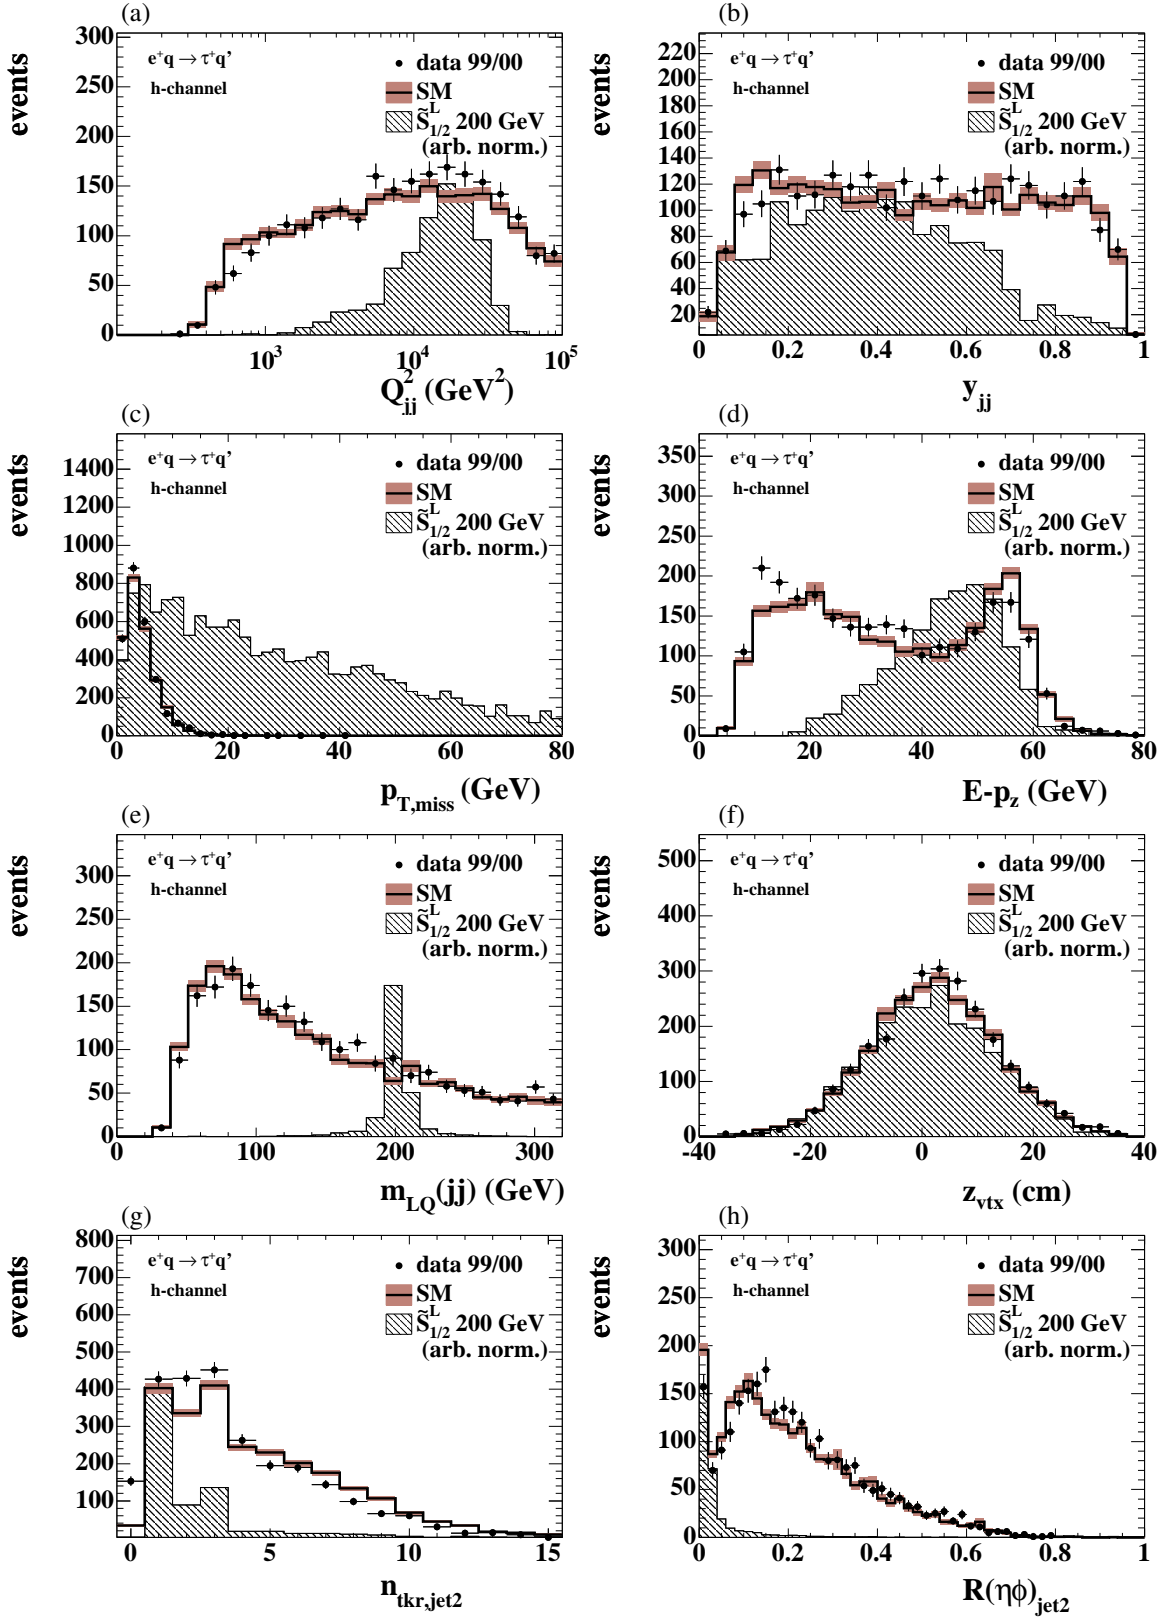 (a)
events
300
250
200
150
100
50
0
10³
10⁴
10⁵
Q²jj (GeV²)
e⁺q → τ⁺q’
h-channel
data 99/00
SM
S̃ᴸ1/2 200 GeV
(arb. norm.)
(b)
events
220
200
180
160
140
120
100
80
60
40
20
0
0.2
0.4
0.6
0.8
1
yjj
e⁺q → τ⁺q’
h-channel
data 99/00
SM
S̃ᴸ1/2 200 GeV
(arb. norm.)
(c)
events
1400
1200
1000
800
600
400
200
0
0
20
40
60
80
pT,miss (GeV)
e⁺q → τ⁺q’
h-channel
data 99/00
SM
S̃ᴸ1/2 200 GeV
(arb. norm.)
(d)
events
350
300
250
200
150
100
50
0
0
20
40
60
80
E-pz (GeV)
e⁺q → τ⁺q’
h-channel
data 99/00
SM
S̃ᴸ1/2 200 GeV
(arb. norm.)
(e)
events
300
250
200
150
100
50
0
0
100
200
300
mLQ(jj) (GeV)
e⁺q → τ⁺q’
h-channel
data 99/00
SM
S̃ᴸ1/2 200 GeV
(arb. norm.)
(f)
events
500
400
300
200
100
0
-40
-20
0
20
40
zvtx (cm)
e⁺q → τ⁺q’
h-channel
data 99/00
SM
S̃ᴸ1/2 200 GeV
(arb. norm.)
(g)
events
800
700
600
500
400
300
200
100
0
5
10
15
ntkr,jet2
e⁺q → τ⁺q’
h-channel
data 99/00
SM
S̃ᴸ1/2 200 GeV
(arb. norm.)
(h)
events
300
250
200
150
100
50
0
0
0.2
0.4
0.6
0.8
1
R(ηϕ)jet2
e⁺q → τ⁺q’
h-channel
data 99/00
SM
S̃ᴸ1/2 200 GeV
(arb. norm.)